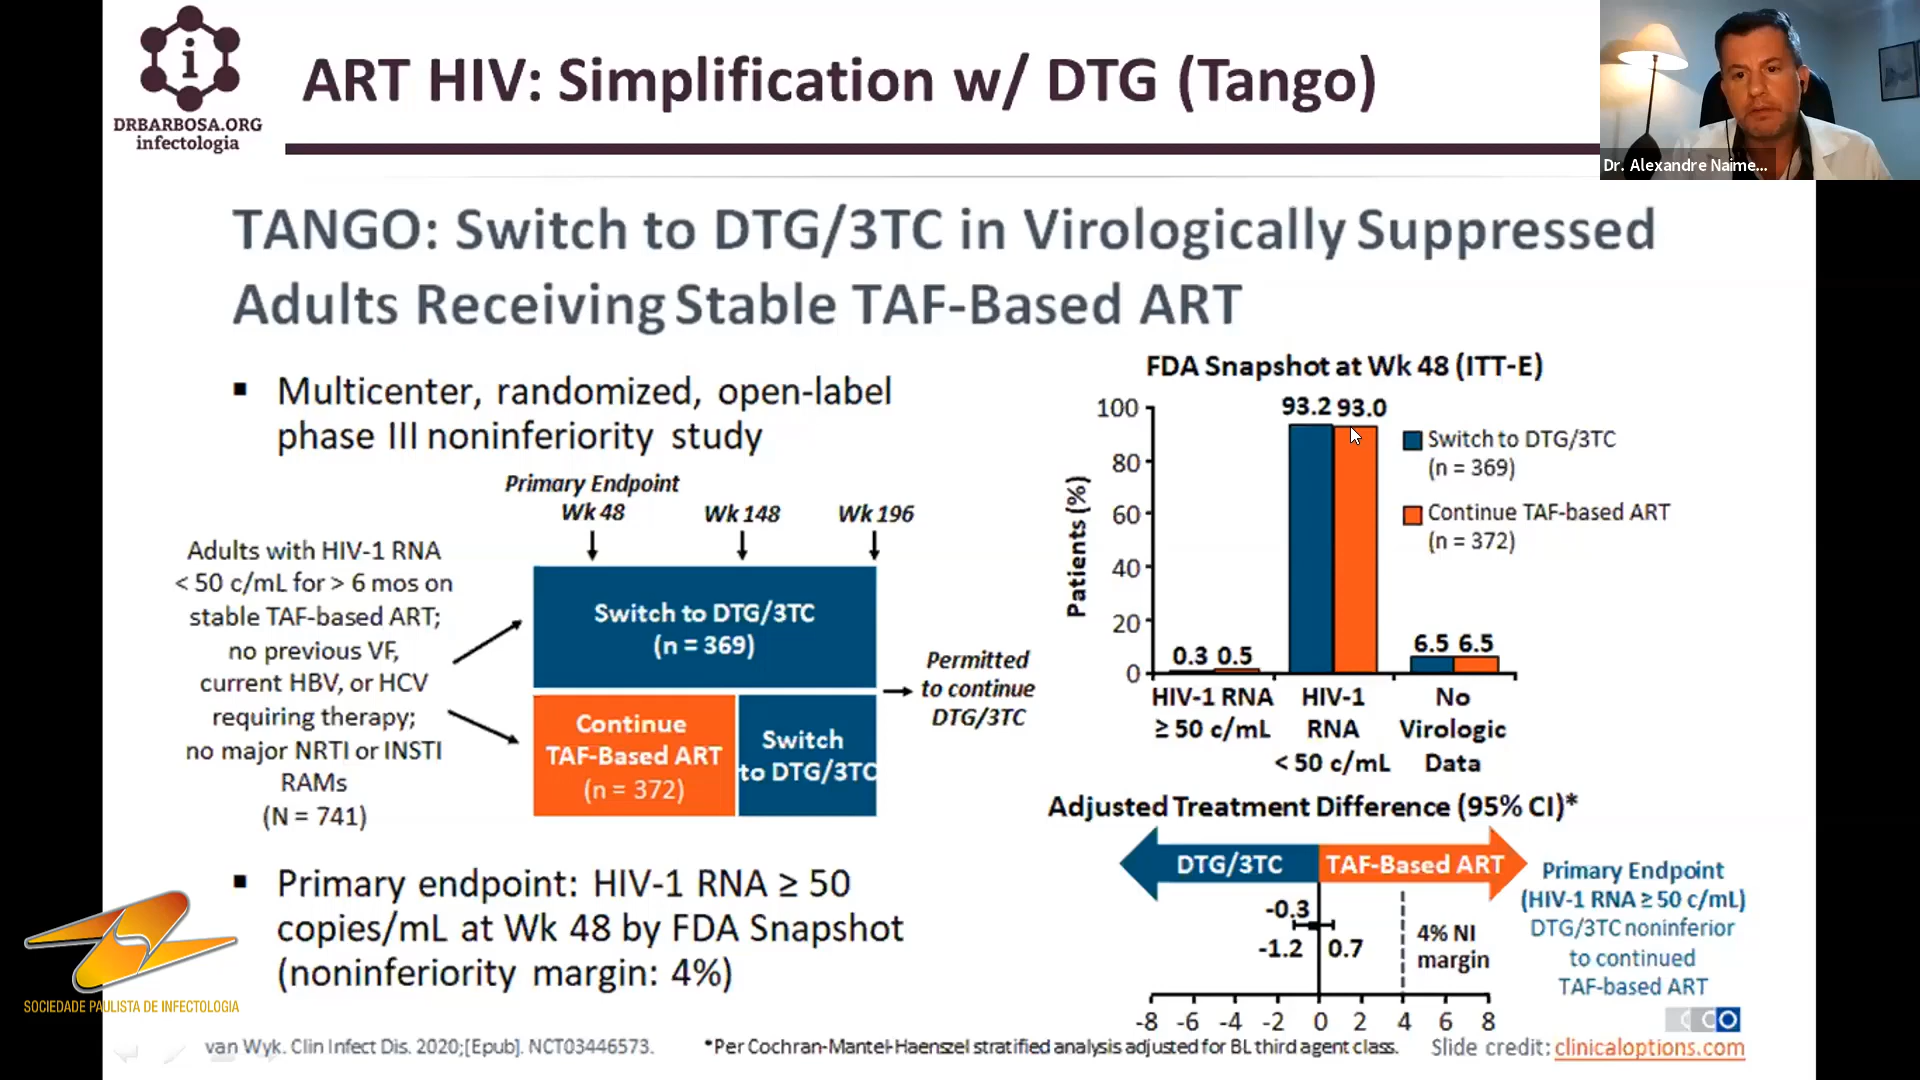 i
DRBARBOSA.ORG
infectologia
ART HIV: Simplification w/ DTG (Tango)
Dr. Alexandre Naime...
TANGO: Switch to DTG/3TC in Virologically Suppressed
Adults Receiving Stable TAF-Based ART
▪ Multicenter, randomized, open-label
phase III noninferiority study
Primary Endpoint
Wk 48
Wk 148
Wk 196
Adults with HIV-1 RNA
< 50 c/mL for > 6 mos on
stable TAF-based ART;
no previous VF,
current HBV, or HCV
requiring therapy;
no major NRTI or INSTI
RAMs
(N = 741)
Switch to DTG/3TC
(n = 369)
Continue
TAF-Based ART
(n = 372)
Switch
to DTG/3TC
Permitted
to continue
DTG/3TC
▪ Primary endpoint: HIV-1 RNA ≥ 50
copies/mL at Wk 48 by FDA Snapshot
(noninferiority margin: 4%)
FDA Snapshot at Wk 48 (ITT-E)
Patients (%)
100
80
60
40
20
0
0.3 0.5
93.2 93.0
6.5 6.5
HIV-1 RNA
≥ 50 c/mL
HIV-1
RNA
< 50 c/mL
No
Virologic
Data
Switch to DTG/3TC
(n = 369)
Continue TAF-based ART
(n = 372)
Adjusted Treatment Difference (95% CI)*
DTG/3TC
TAF-Based ART
-0.3
-1.2 0.7
4% NI
margin
-8 -6 -4 -2 0 2 4 6 8
Primary Endpoint
(HIV-1 RNA ≥ 50 c/mL)
DTG/3TC noninferior
to continued
TAF-based ART
CCO
SOCIEDADE PAULISTA DE INFECTOLOGIA
van Wyk. Clin Infect Dis. 2020;[Epub]. NCT03446573.
*Per Cochran-Mantel-Haenszel stratified analysis adjusted for BL third agent class.
Slide credit: clinicaloptions.com